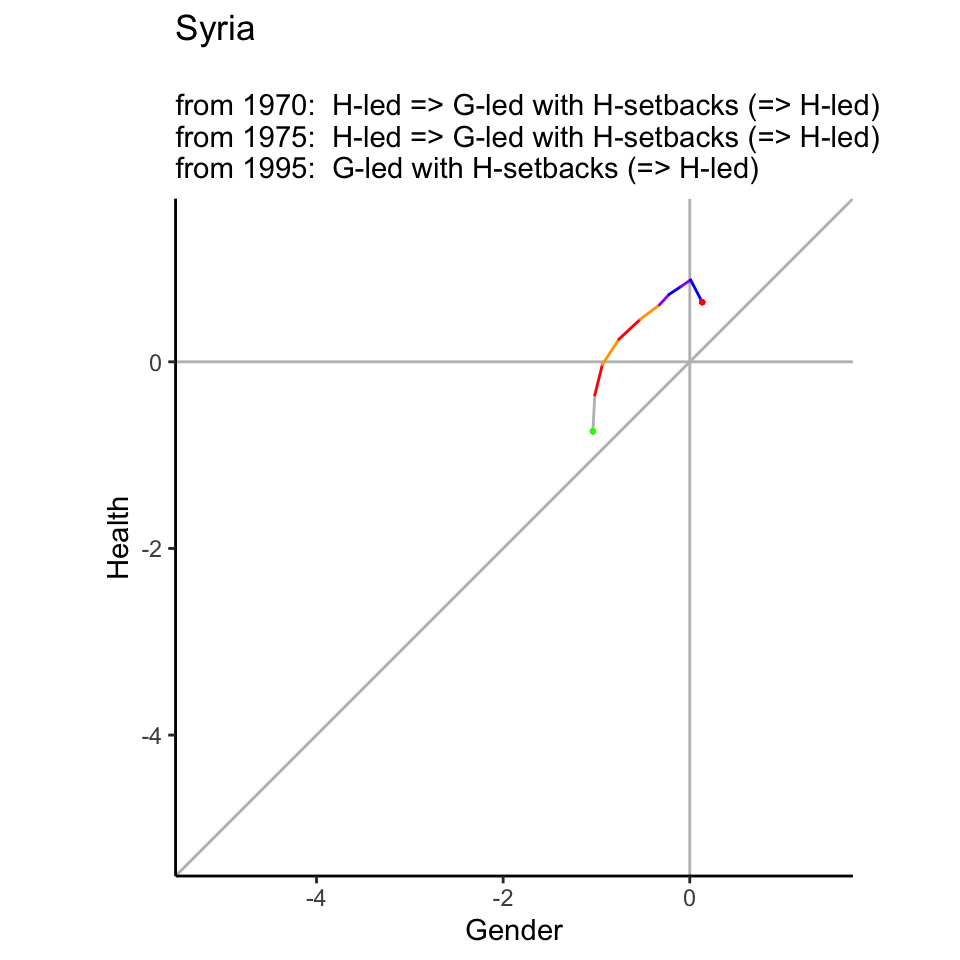 Syria
from 1970:  H-led => G-led with H-setbacks (=> H-led)
from 1975:  H-led => G-led with H-setbacks (=> H-led)
from 1995:  G-led with H-setbacks (=> H-led)
0
-2
-4
Health
-4
-2
0
Gender